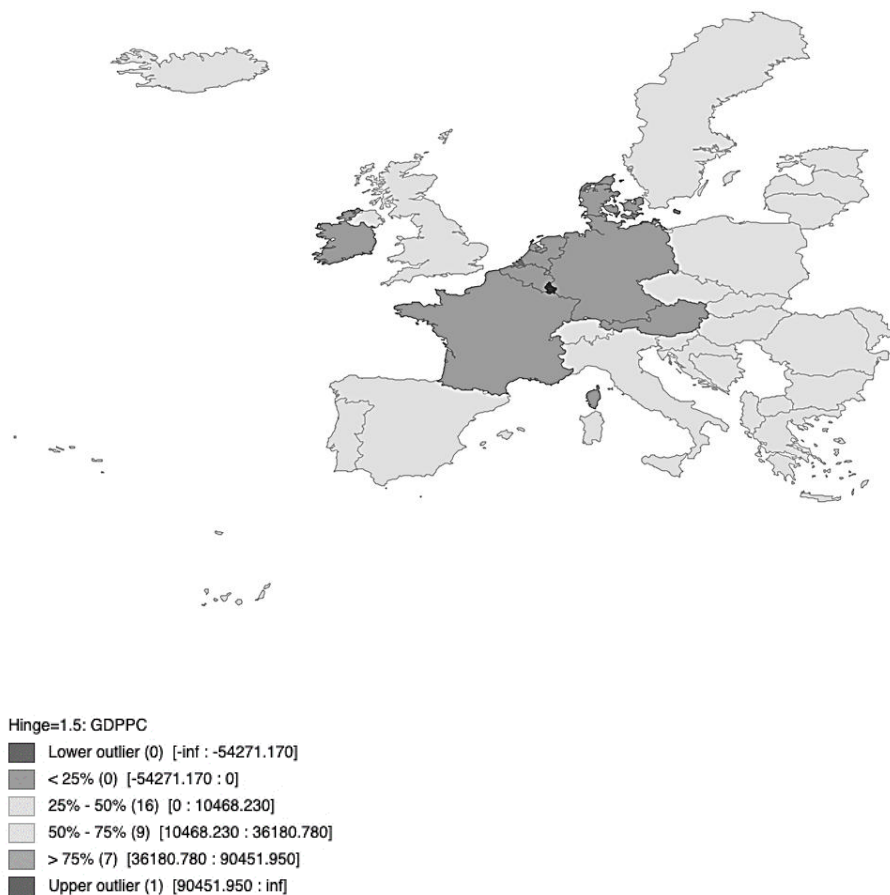 Hinge=1.5: GDPPC
Lower outlier (0) [-inf : -54271.170]
< 25% (0) [-54271.170 : 0]
25% - 50% (16) [0 : 10468.230]
50% - 75% (9) [10468.230 : 36180.780]
> 75% (7) [36180.780 : 90451.950]
Upper outlier (1) [90451.950 : inf]